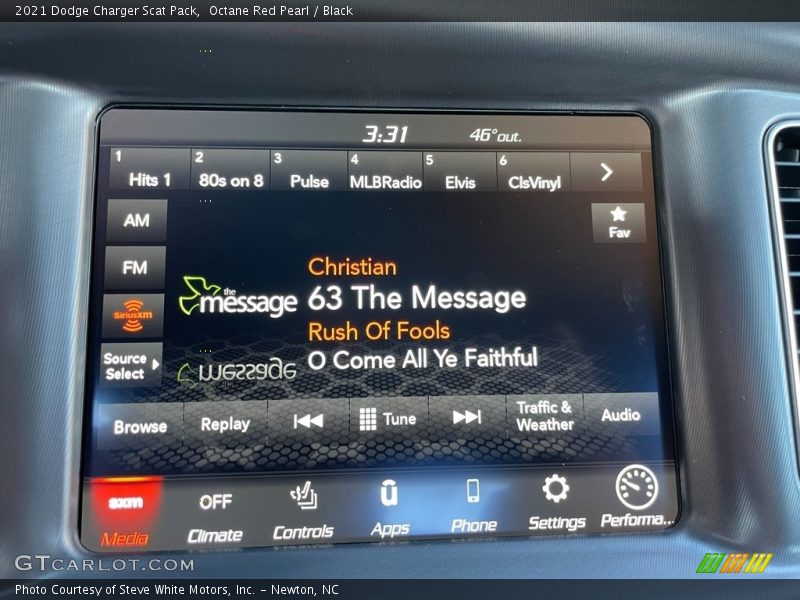 2021 Dodge Charger Scat Pack,  Octane Red Pearl / Black
3:31 46° out.
1 Hits 1 2 80s on 8 3 Pulse 4 MLBRadio 5 Elvis 6 ClsVinyl
AM
Fav
FM
Christian
the message 63 The Message
SiriusXM
Rush Of Fools
Source Select
O Come All Ye Faithful
message
Browse Replay Tune Traffic & Weather Audio
sxm OFF
Media Climate Controls Apps Phone Settings Performa...
GTCARLOT.COM
Photo Courtesy of Steve White Motors, Inc. – Newton, NC